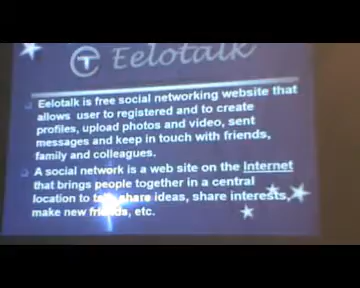 Eelotalk
Eelotalk is free social networking website that
allows user to registered and to create
profiles, upload photos and video, sent
messages and keep in touch with friends,
family and colleagues.
A social network is a web site on the Internet
that brings people together in a central
location to talk, share ideas, share interests,
make new friends, etc.